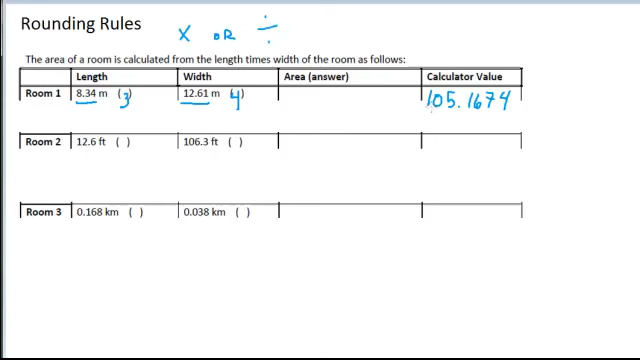 Rounding Rules
X OR ÷
The area of a room is calculated from the length times width of the room as follows:
Length Width Area (answer) Calculator Value
Room 1 8.34 m (3) 12.61 m (4) 105.1674
Room 2 12.6 ft ( ) 106.3 ft ( )
Room 3 0.168 km ( ) 0.038 km ( )